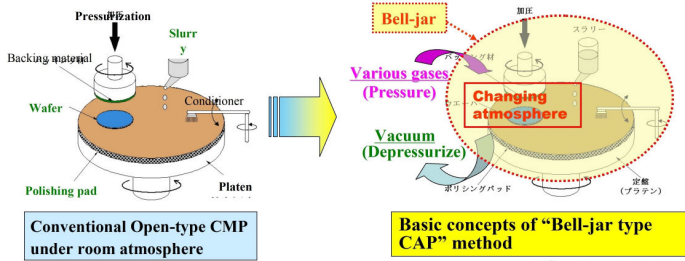 加圧
Pressurization
Slurr
y
Backing material
Conditioner
Wafer
Polishing pad
Platen
Conventional Open-type CMP
under room atmosphere
Bell-jar
加圧
スラリー
Various gases
(Pressure)
Changing
atmosphere
Vacuum
(Depressurize)
ポリシングパッド
定盤
(プラテン)
Basic concepts of “Bell-jar type
CAP” method